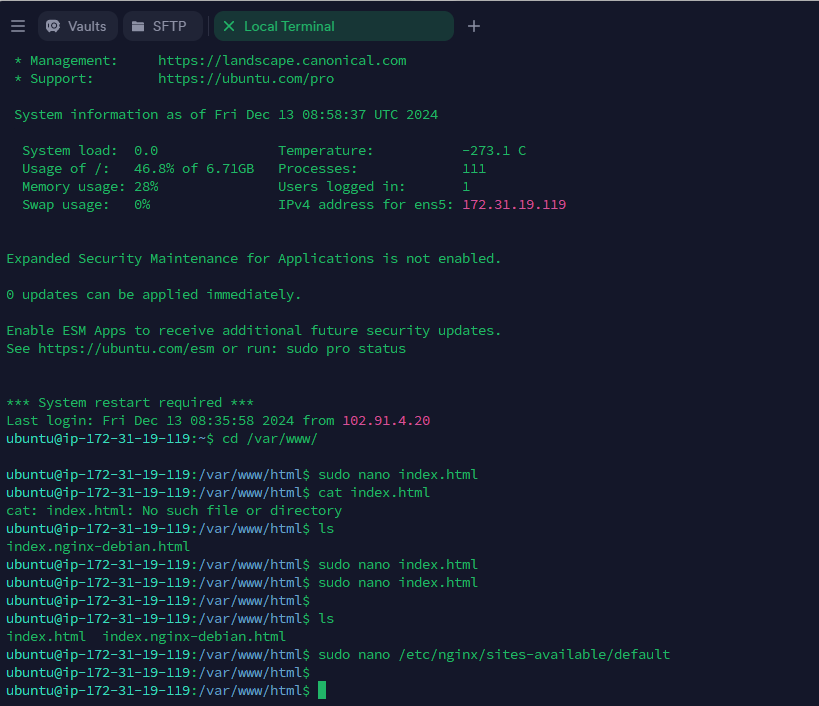 Vaults SFTP Local Terminal
* Management: https://landscape.canonical.com
* Support: https://ubuntu.com/pro
System information as of Fri Dec 13 08:58:37 UTC 2024
System load: 0.0 Temperature: -273.1 C
Usage of /: 46.8% of 6.71GB Processes: 111
Memory usage: 28% Users logged in: 1
Swap usage: 0% IPv4 address for ens5: 172.31.19.119
Expanded Security Maintenance for Applications is not enabled.
0 updates can be applied immediately.
Enable ESM Apps to receive additional future security updates.
See https://ubuntu.com/esm or run: sudo pro status
*** System restart required ***
Last login: Fri Dec 13 08:35:58 2024 from 102.91.4.20
ubuntu@ip-172-31-19-119:~$ cd /var/www/
ubuntu@ip-172-31-19-119:/var/www/html$ sudo nano index.html
ubuntu@ip-172-31-19-119:/var/www/html$ cat index.html
cat: index.html: No such file or directory
ubuntu@ip-172-31-19-119:/var/www/html$ ls
index.nginx-debian.html
ubuntu@ip-172-31-19-119:/var/www/html$ sudo nano index.html
ubuntu@ip-172-31-19-119:/var/www/html$ sudo nano index.html
ubuntu@ip-172-31-19-119:/var/www/html$
ubuntu@ip-172-31-19-119:/var/www/html$ ls
index.html index.nginx-debian.html
ubuntu@ip-172-31-19-119:/var/www/html$ sudo nano /etc/nginx/sites-available/default
ubuntu@ip-172-31-19-119:/var/www/html$
ubuntu@ip-172-31-19-119:/var/www/html$